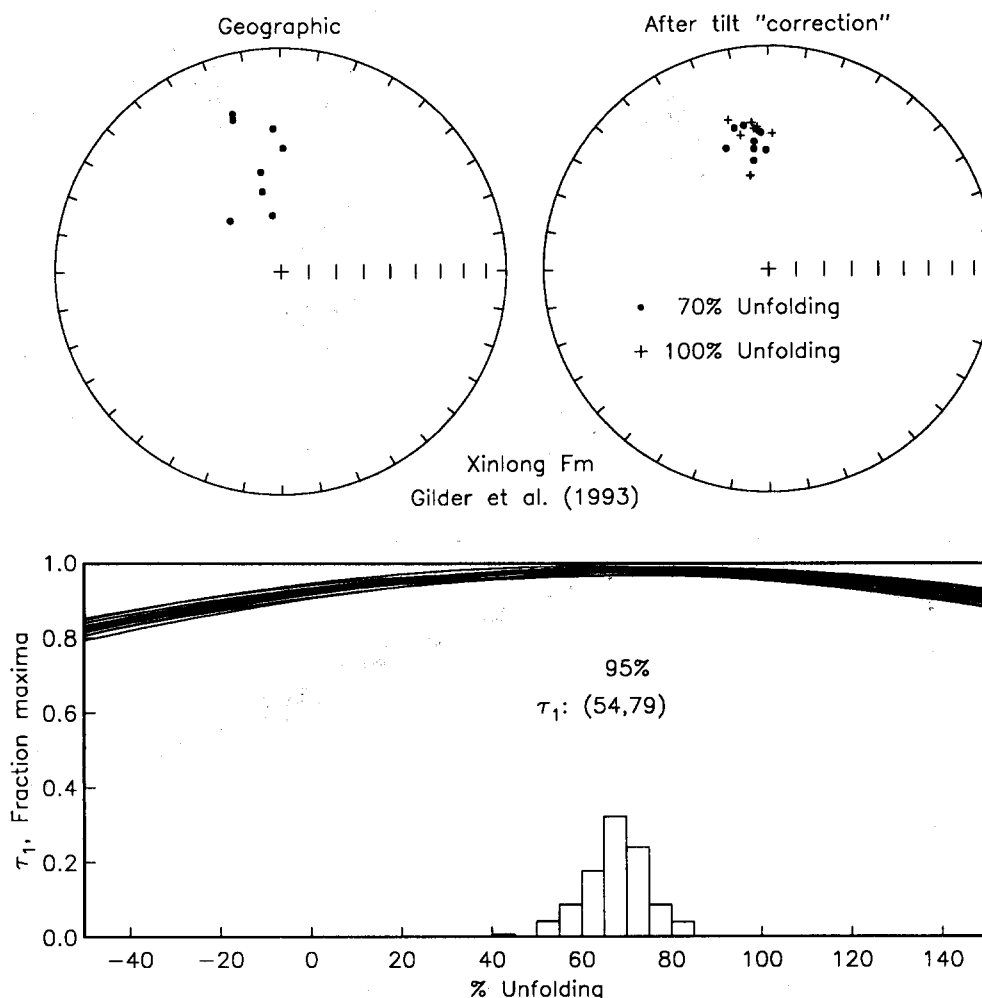 Geographic
After tilt "correction"
70% Unfolding
+ 100% Unfolding
Xinlong Fm
Gilder et al. (1993)
τ₁, Fraction maxima
1.0
0.8
0.6
0.4
0.2
0.0
95%
τ₁: (54,79)
−40
−20
0
20
40
60
80
100
120
140
% Unfolding